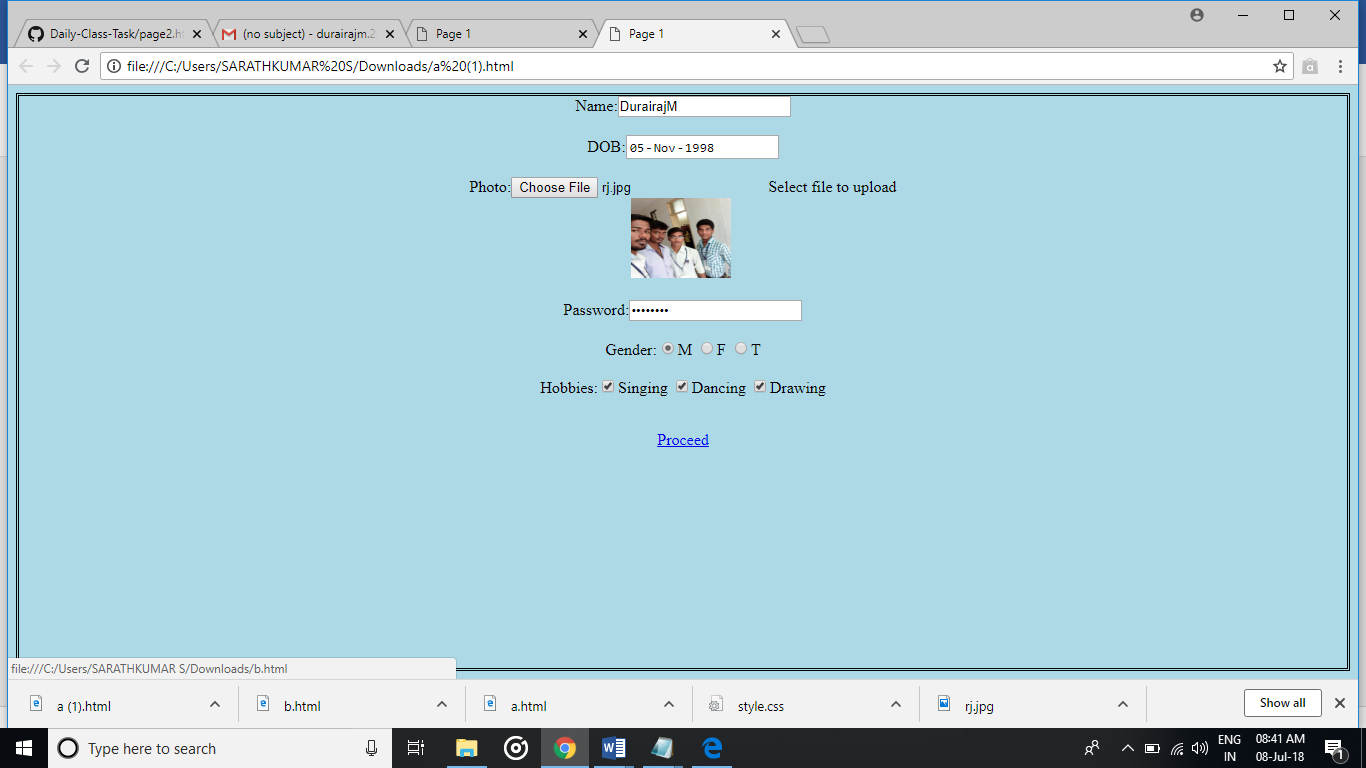 Daily-Class-Task/page2.h
(no subject) - durairajm.2
Page 1
Page 1
file:///C:/Users/SARATHKUMAR%20S/Downloads/a%20(1).html
Name:DurairajM
DOB:05-Nov-1998
Photo:Choose File rj.jpg Select file to upload
Password:••••••••
Gender: M F T
Hobbies: Singing Dancing Drawing
Proceed
file:///C:/Users/SARATHKUMAR S/Downloads/b.html
a (1).html
b.html
a.html
style.css
rj.jpg
Show all
Type here to search
ENG
IN
08:41 AM
08-Jul-18
1